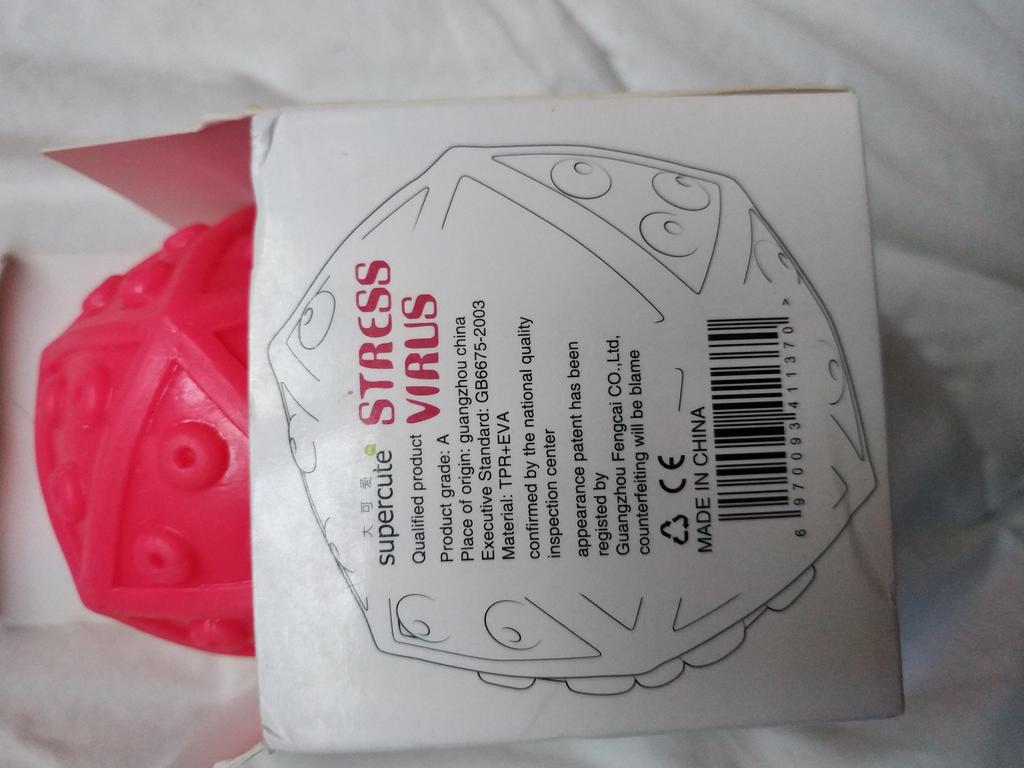 大可爱
supercute STRESS
VIRUS
Qualified product
Product grade: A
Place of origin: guangzhou china
Executive Standard: GB6675-2003
Material: TPR+EVA
confirmed by the national quality
inspection center
appearance patent has been
registed by
Guangzhou Fengcai CO.,Ltd,
counterfeiting will be blame
CE
MADE IN CHINA
6 970093 411370 >